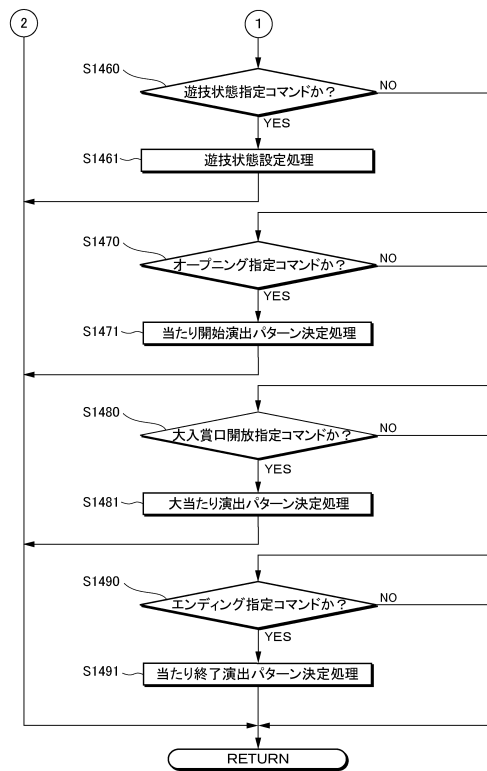 2
1
S1460
遊技状態指定コマンドか？
NO
YES
S1461
遊技状態設定処理
S1470
オープニング指定コマンドか？
NO
YES
S1471
当たり開始演出パターン決定処理
S1480
大入賞口開放指定コマンドか？
NO
YES
S1481
大当たり演出パターン決定処理
S1490
エンディング指定コマンドか？
NO
YES
S1491
当たり終了演出パターン決定処理
RETURN